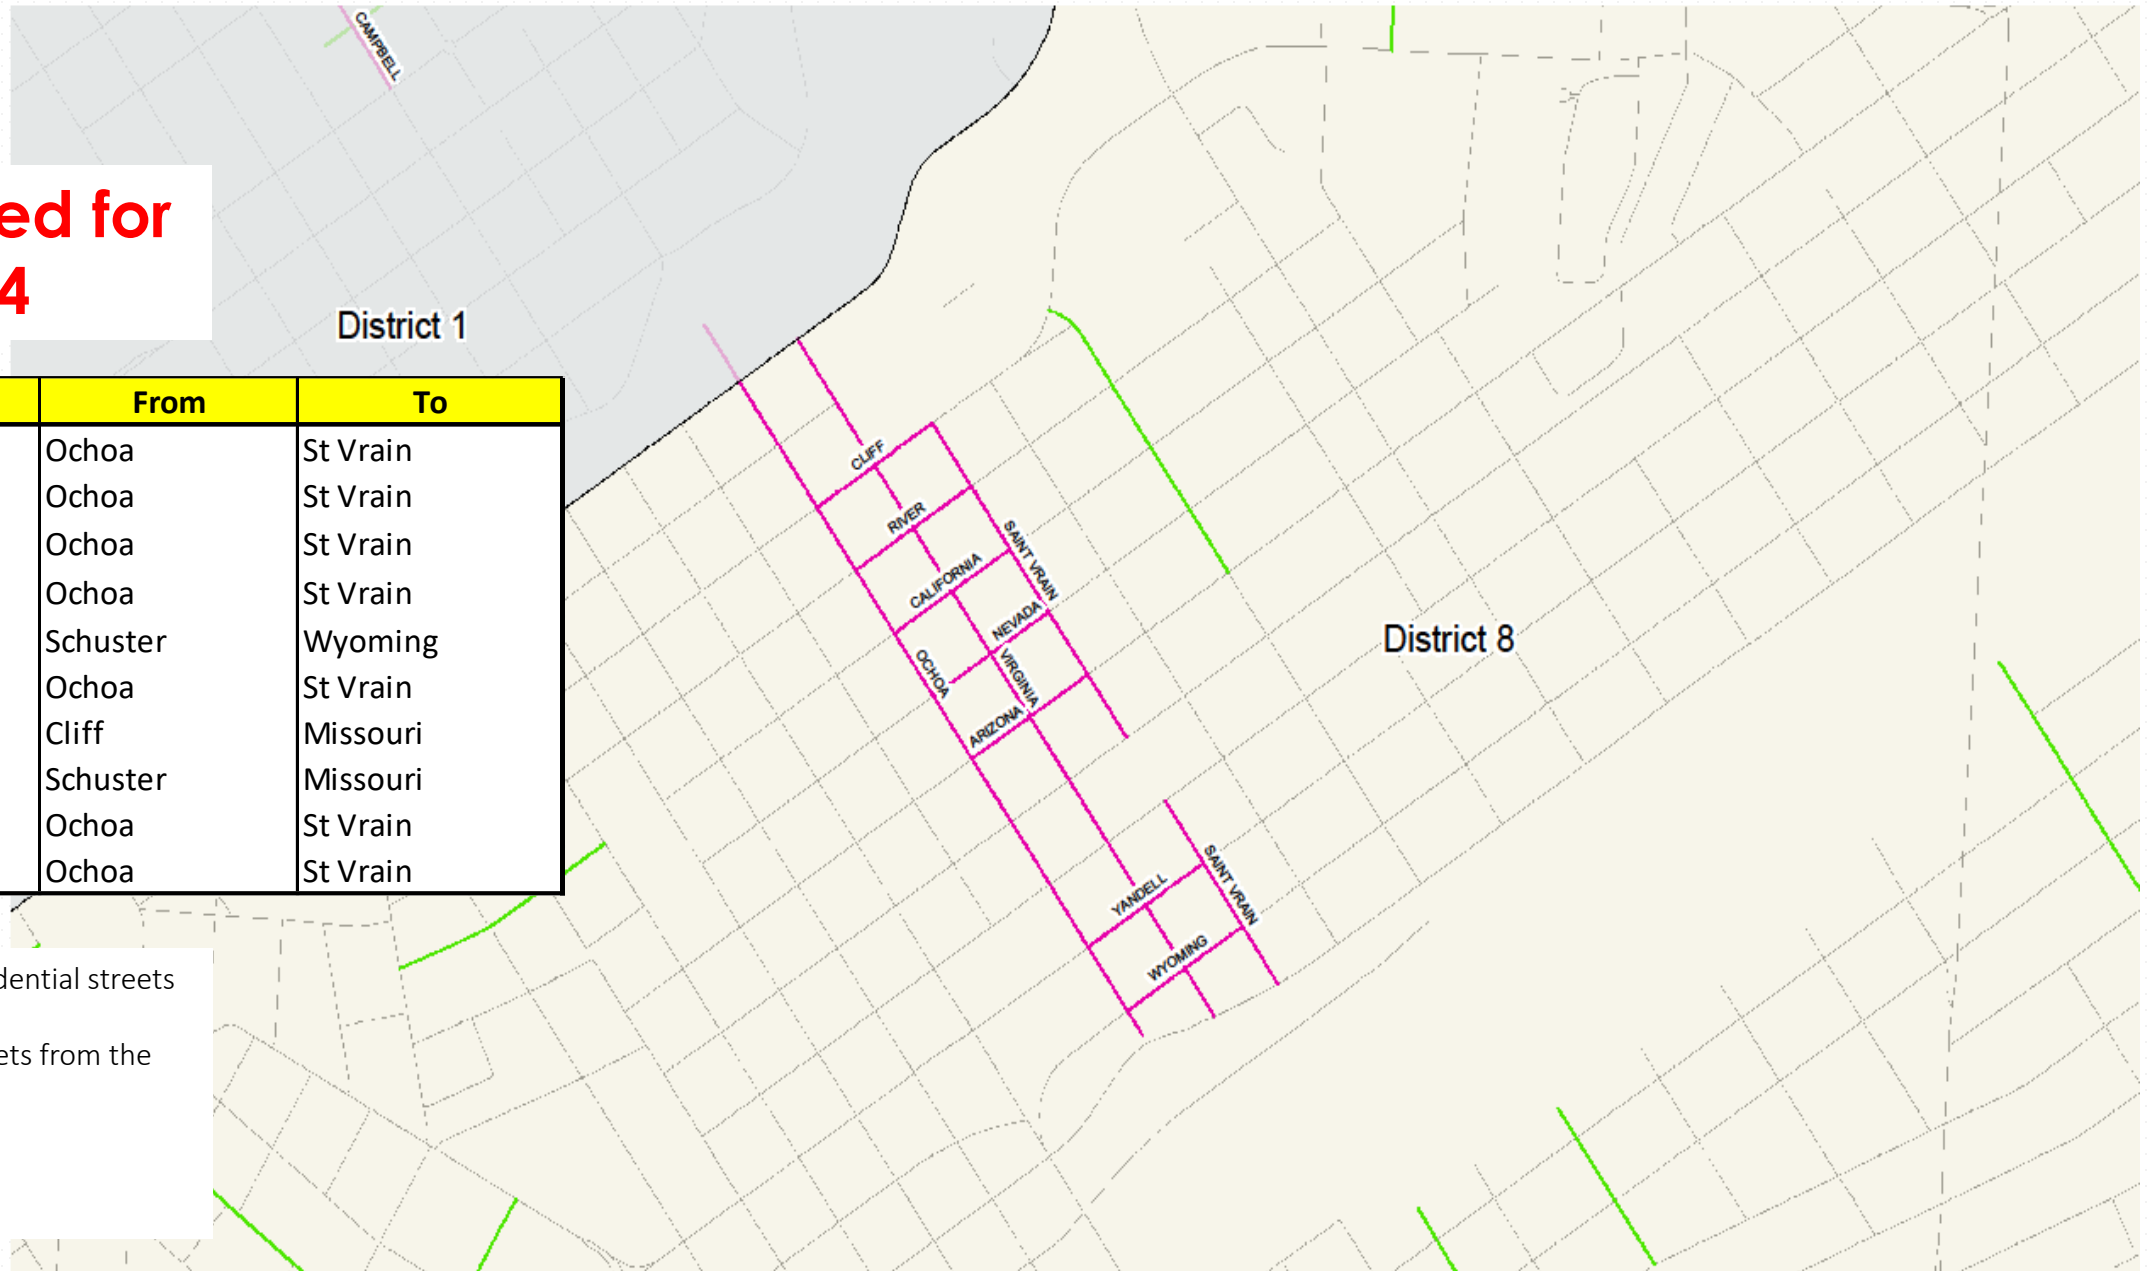 CAMPBELL
ed for
4
District 1
From To
Ochoa St Vrain
Ochoa St Vrain
Ochoa St Vrain
Ochoa St Vrain
Schuster Wyoming
Ochoa St Vrain
Cliff Missouri
Schuster Missouri
Ochoa St Vrain
Ochoa St Vrain
CLIFF
RIVER
SAINT VRAIN
CALIFORNIA
NEVADA
OCHOA
VIRGINIA
ARIZONA
District 8
YANDELL
SAINT VRAIN
WYOMING
dential streets
ets from the